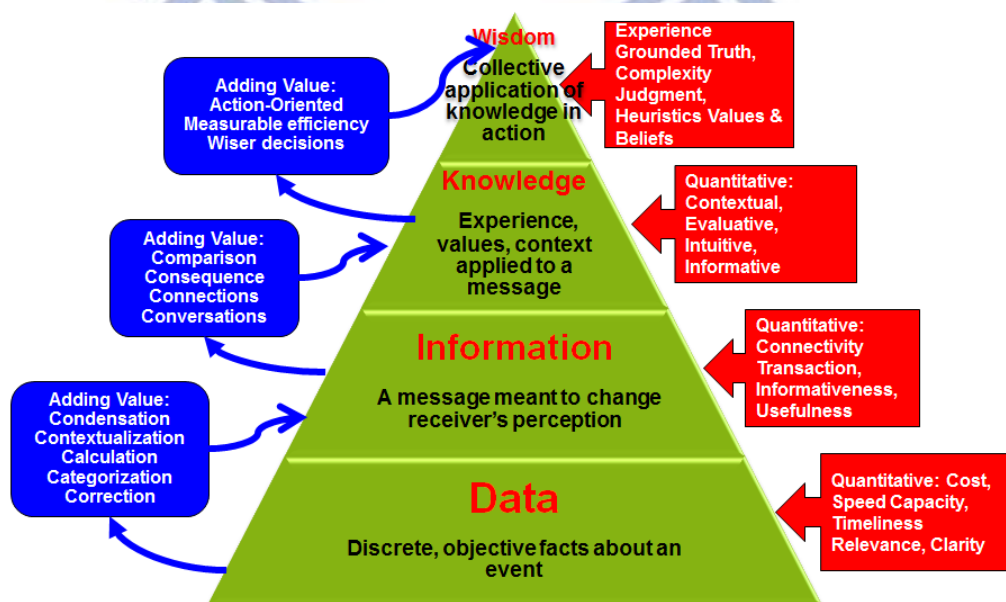 Wisdom
Collective
application of
knowledge in
action
Experience
Grounded Truth,
Complexity
Judgment,
Heuristics Values &
Beliefs
Adding Value:
Action-Oriented
Measurable efficiency
Wiser decisions
Knowledge
Experience,
values, context
applied to a
message
Quantitative:
Contextual,
Evaluative,
Intuitive,
Informative
Adding Value:
Comparison
Consequence
Connections
Conversations
Information
A message meant to change
receiver's perception
Quantitative:
Connectivity
Transaction,
Informativeness,
Usefulness
Adding Value:
Condensation
Contextualization
Calculation
Categorization
Correction
Data
Discrete, objective facts about an
event
Quantitative: Cost,
Speed Capacity,
Timeliness
Relevance, Clarity